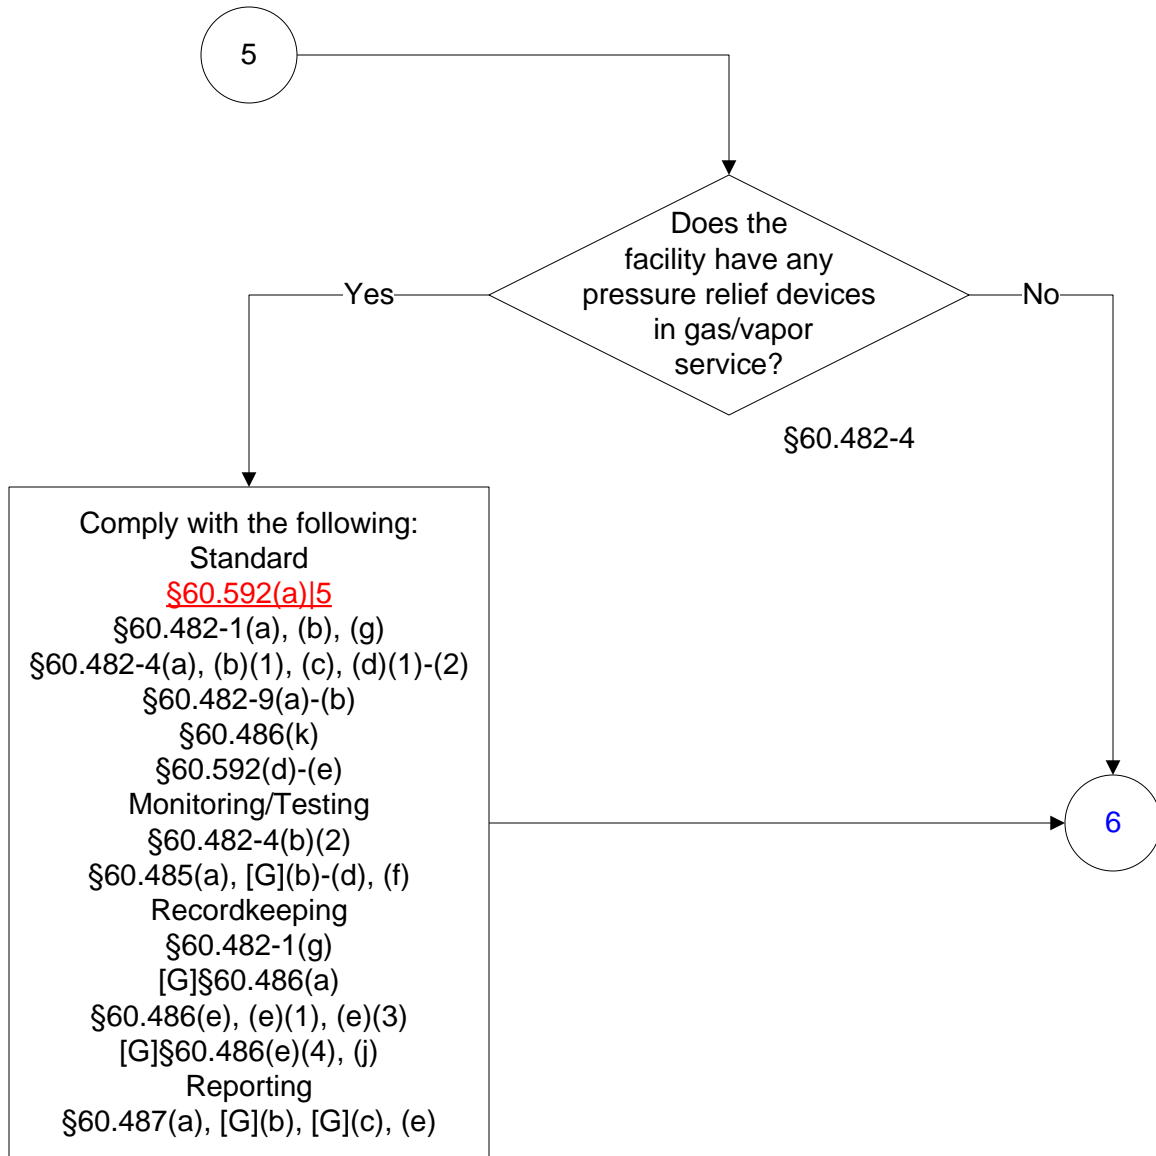 5
Does the
facility have any
pressure relief devices
in gas/vapor
service?
Yes
No
§60.482-4
Comply with the following:
Standard
§60.592(a)|5
§60.482-1(a), (b), (g)
§60.482-4(a), (b)(1), (c), (d)(1)-(2)
§60.482-9(a)-(b)
§60.486(k)
§60.592(d)-(e)
Monitoring/Testing
§60.482-4(b)(2)
§60.485(a), [G](b)-(d), (f)
Recordkeeping
§60.482-1(g)
[G]§60.486(a)
§60.486(e), (e)(1), (e)(3)
[G]§60.486(e)(4), (j)
Reporting
§60.487(a), [G](b), [G](c), (e)
6